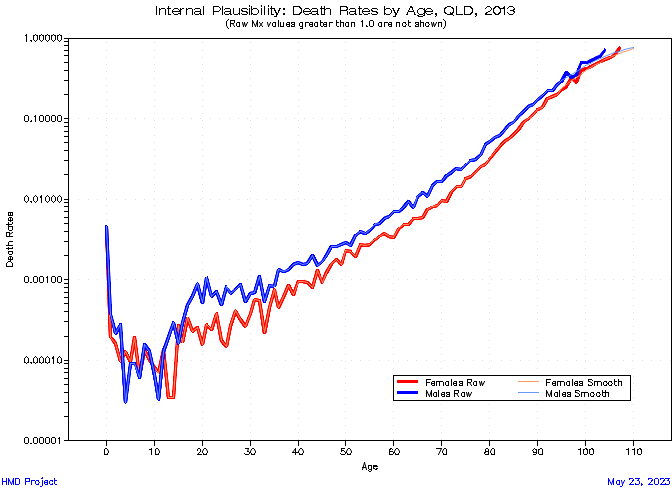 Internal Plausibility: Death Rates by Age, QLD, 2013
(Raw Mx values greater than 1.0 are not shown)
1.00000
0.10000
0.01000
0.00100
0.00010
0.00001
Death Rates
Females Raw
Females Smooth
Males Raw
Males Smooth
0 10 20 30 40 50 60 70 80 90 100 110
Age
HMD Project
May 23, 2023